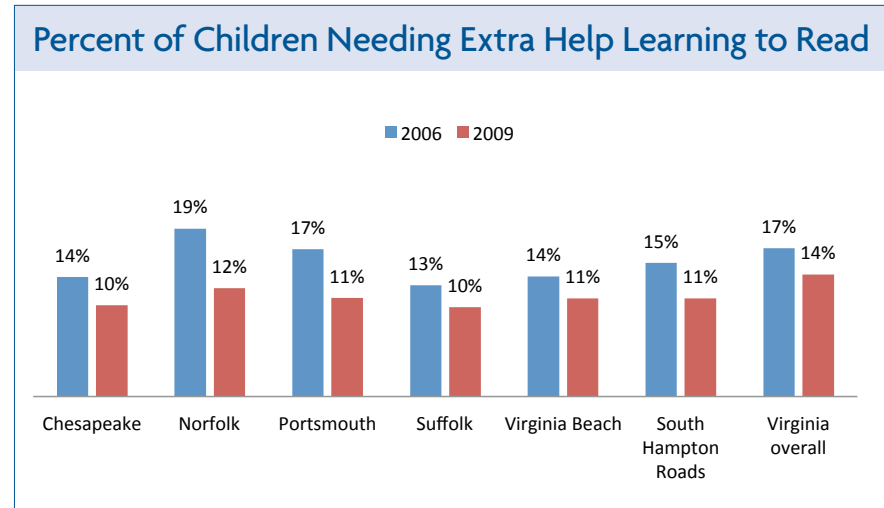 Percent of Children Needing Extra Help Learning to Read
2006 2009
14% 10% 19% 12% 17% 11% 13% 10% 14% 11% 15% 11% 17% 14%
Chesapeake Norfolk Portsmouth Suffolk Virginia Beach South Virginia
Hampton overall
Roads